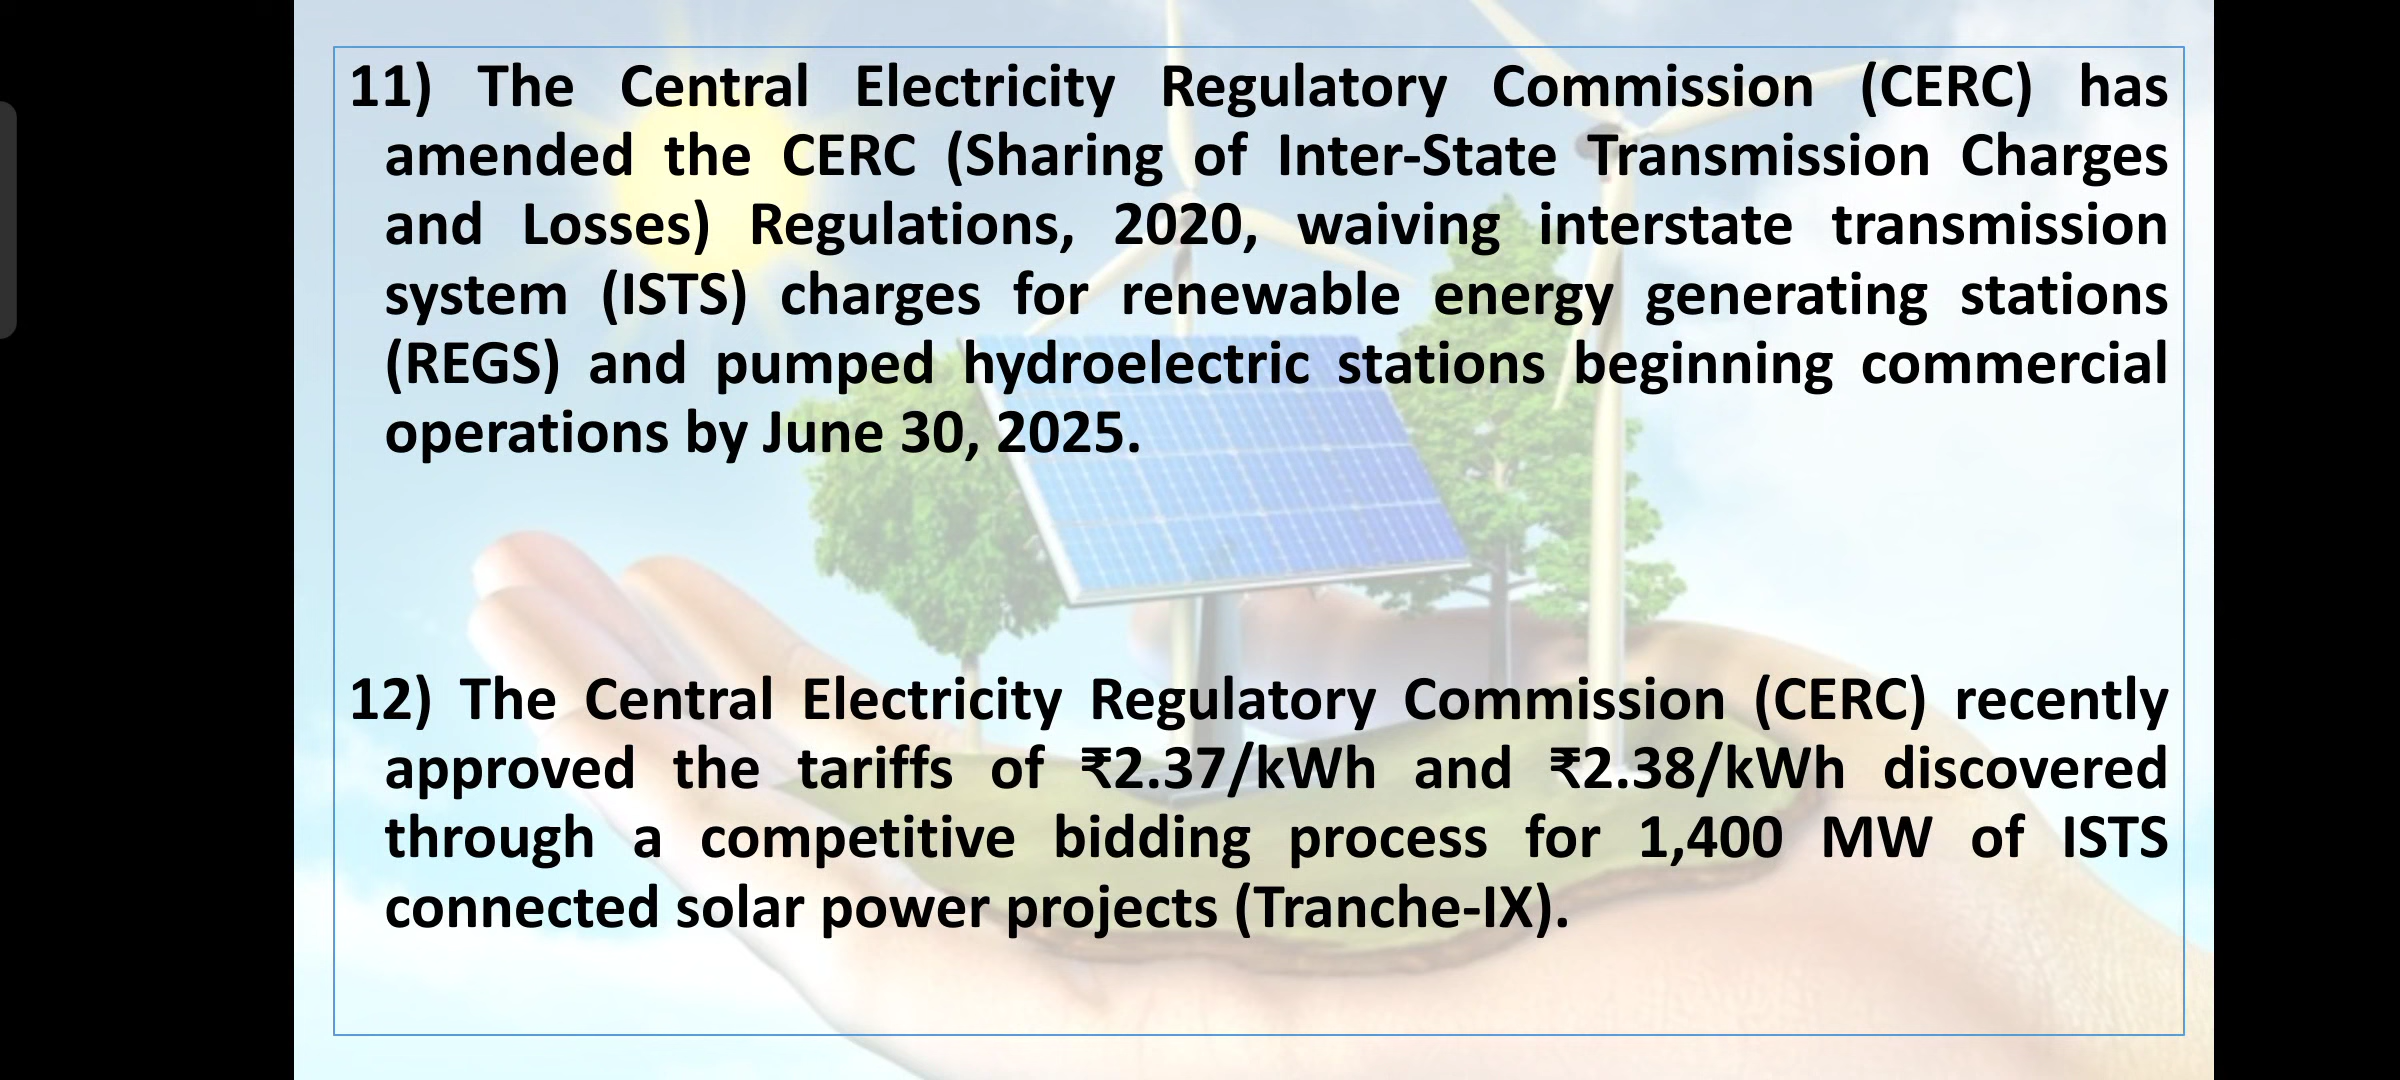 11) The Central Electricity Regulatory Commission (CERC) has
amended the CERC (Sharing of Inter-State Transmission Charges
and Losses) Regulations, 2020, waiving interstate transmission
system (ISTS) charges for renewable energy generating stations
(REGS) and pumped hydroelectric stations beginning commercial
operations by June 30, 2025.
12) The Central Electricity Regulatory Commission (CERC) recently
approved the tariffs of ₹2.37/kWh and ₹2.38/kWh discovered
through a competitive bidding process for 1,400 MW of ISTS
connected solar power projects (Tranche-IX).